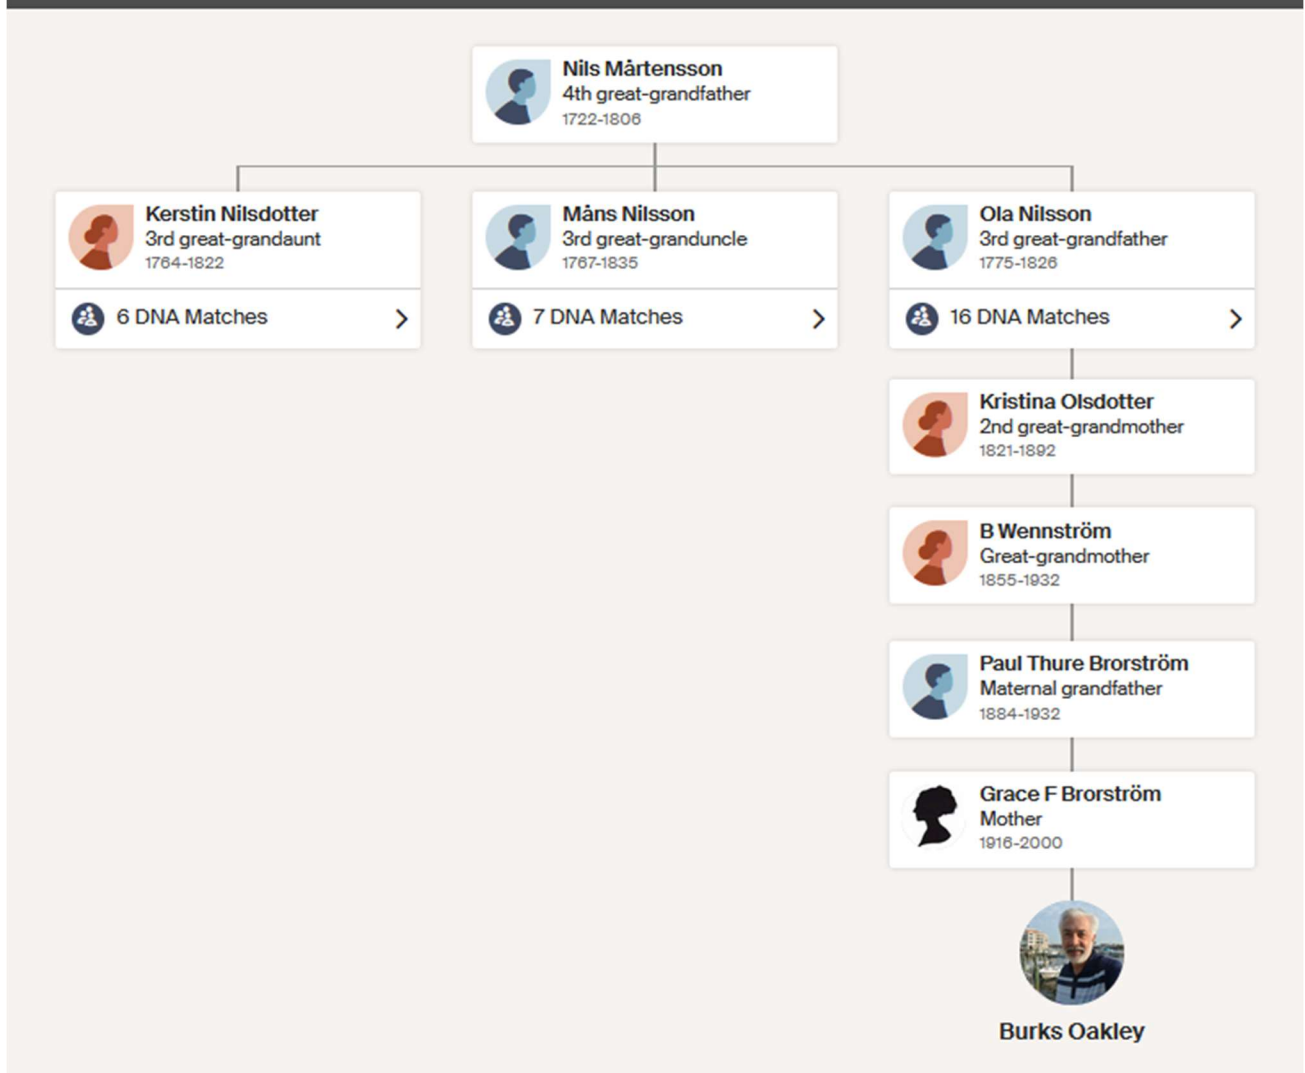 Nils Mårtensson
4th great-grandfather
1722-1806
Kerstin Nilsdotter
3rd great-grandaunt
1764-1822
6 DNA Matches
Måns Nilsson
3rd great-granduncle
1767-1835
7 DNA Matches
Ola Nilsson
3rd great-grandfather
1775-1826
16 DNA Matches
Kristina Olsdotter
2nd great-grandmother
1821-1892
B Wennström
Great-grandmother
1855-1932
Paul Thure Brorström
Maternal grandfather
1884-1932
Grace F Brorström
Mother
1916-2000
Burks Oakley